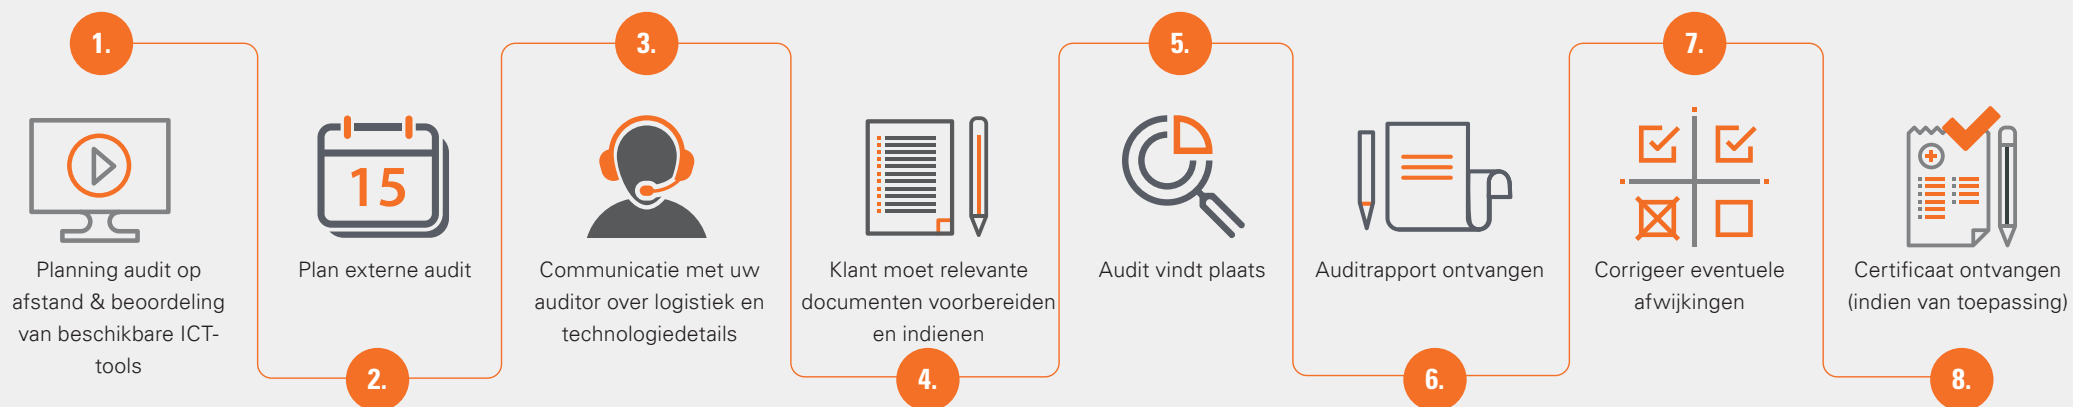 1.
Planning audit op
afstand & beoordeling
van beschikbare ICT-
tools
15
Plan externe audit
2.
3.
Communicatie met uw
auditor over logistiek en
technologiedetails
Klant moet relevante
documenten voorbereiden
en indienen
4.
5.
Audit vindt plaats
Auditrapport ontvangen
6.
7.
Corrigeer eventuele
afwijkingen
Certificaat ontvangen
(indien van toepassing)
8.